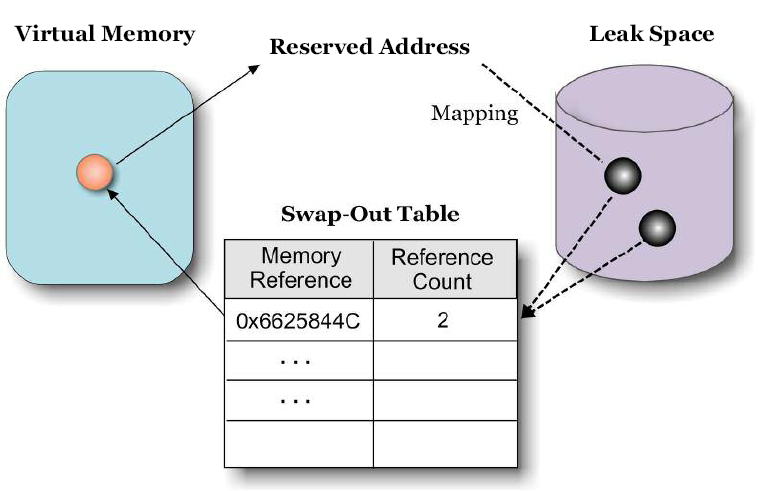 Virtual Memory
Reserved Address
Leak Space
Mapping
Swap-Out Table
Memory Reference
Reference Count
0x6625844C 2
...
...